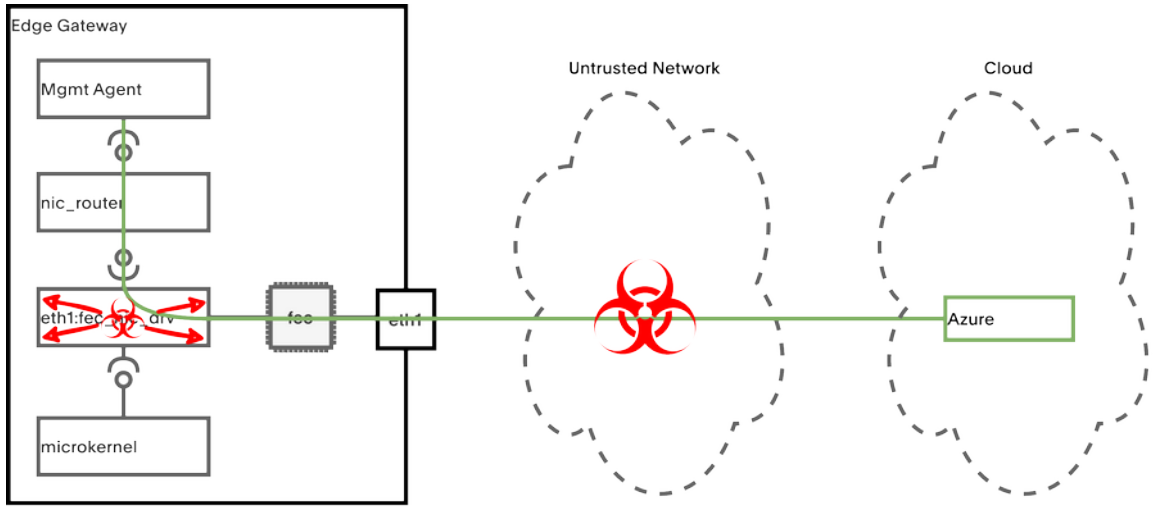 Edge Gateway
Untrusted Network
Cloud
Mgmt Agent
nic_router
eth1
Azure
microkernel